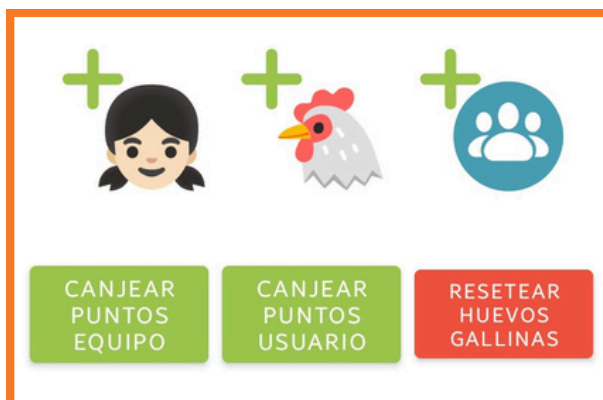 CANJEAR
PUNTOS
EQUIPO
CANJEAR
PUNTOS
USUARIO
RESETEAR
HUEVOS
GALLINAS